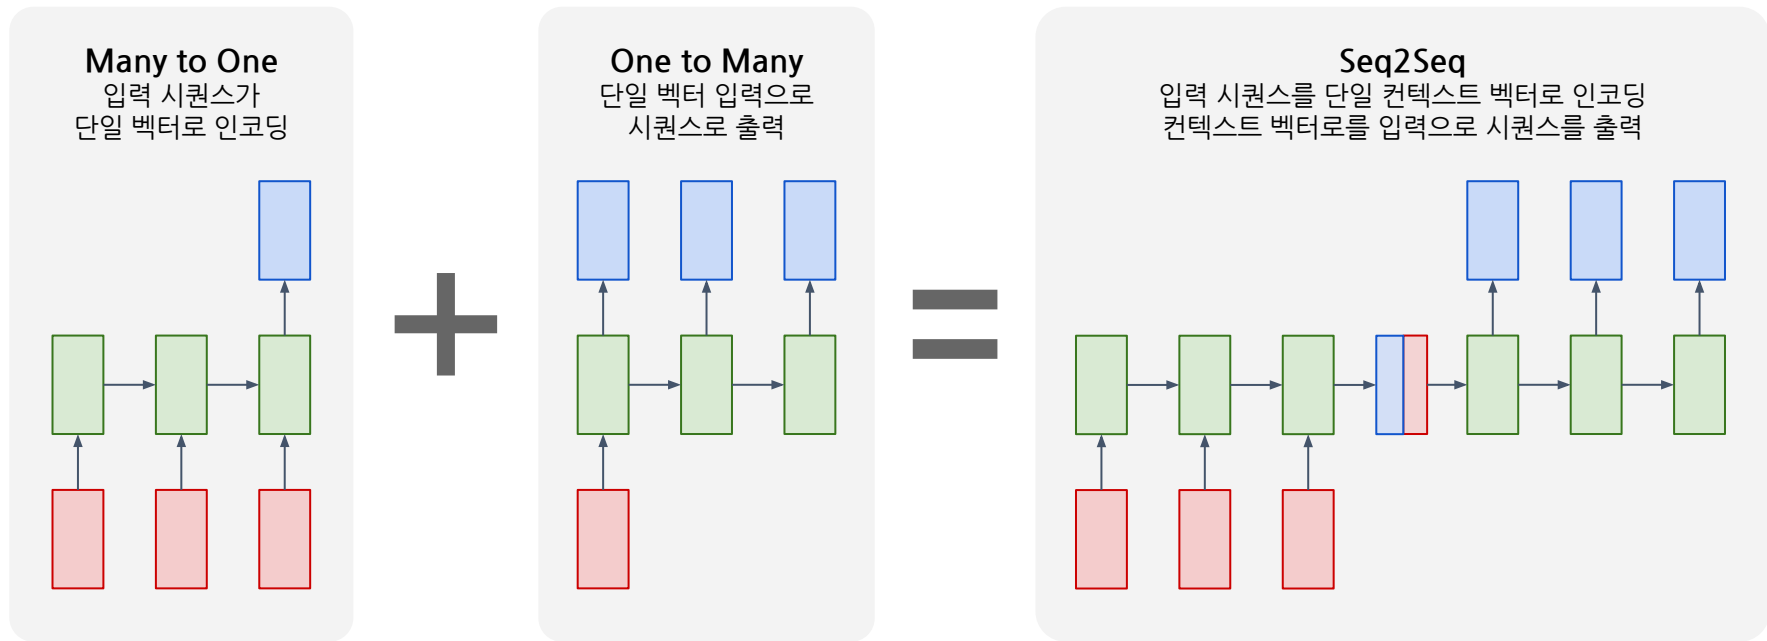 Many to One
입력 시퀀스가
단일 벡터로 인코딩
One to Many
단일 벡터 입력으로
시퀀스로 출력
Seq2Seq
입력 시퀀스를 단일 컨텍스트 벡터로 인코딩
컨텍스트 벡터로를 입력으로 시퀀스를 출력